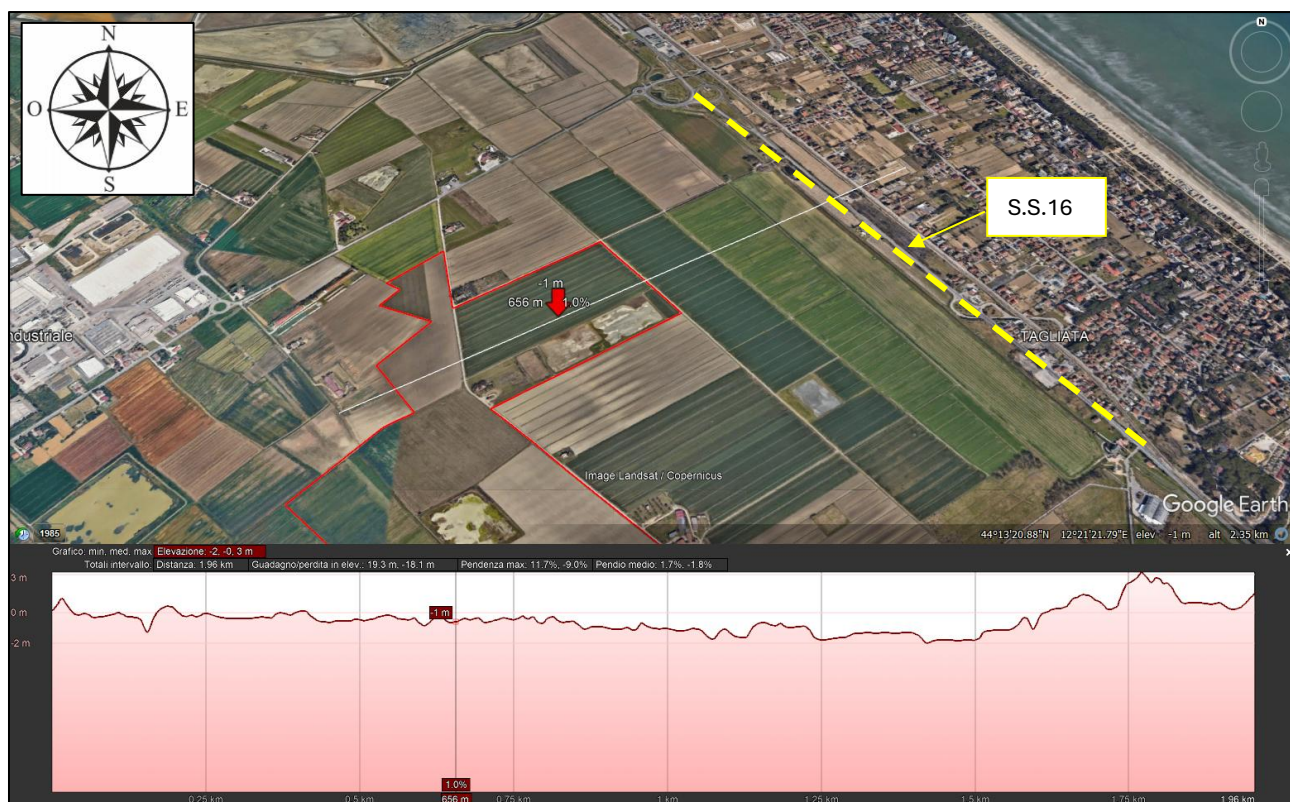 N
O
E
S
N
S.S.16
-1 m
656 m 1,0%
ndustriale
TAGLIATA
Image Landsat / Copernicus
Google Earth
1985
44°13'20.88"N 12°21'21.79"E elev -1 m alt 2.35 km
Grafico: min. med. max Elevazione: -2, -0, 3 m
Totali intervallo: Distanza: 1.96 km Guadagno/perdita in elev.: 19.3 m. -18.1 m Pendenza max: 11.7%, -9.0% Pendio medio: 1.7%, -1.8%
3 m
-1 m
0 m
-2 m
1.0%
0.25 km 0.5 km 656 m 0.75 km 1 km 1.25 km 1.5 km 1.75 km 1.96 km